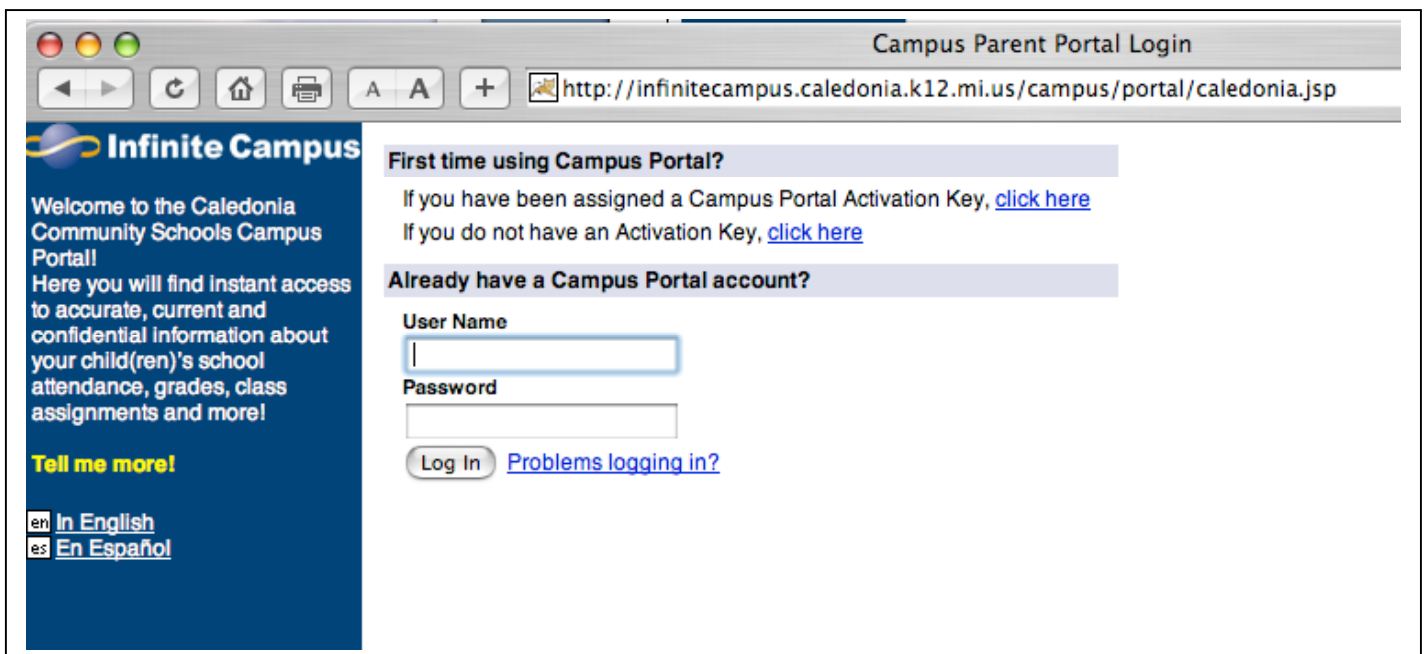 Campus Parent Portal Login
A A + http://infinitecampus.caledonia.k12.mi.us/campus/portal/caledonia.jsp
Infinite Campus
Welcome to the Caledonia
Community Schools Campus
Portal!
Here you will find instant access
to accurate, current and
confidential information about
your child(ren)'s school
attendance, grades, class
assignments and more!
Tell me more!
en In English
es En Español
First time using Campus Portal?
If you have been assigned a Campus Portal Activation Key, click here
If you do not have an Activation Key, click here
Already have a Campus Portal account?
User Name
Password
Log In Problems logging in?